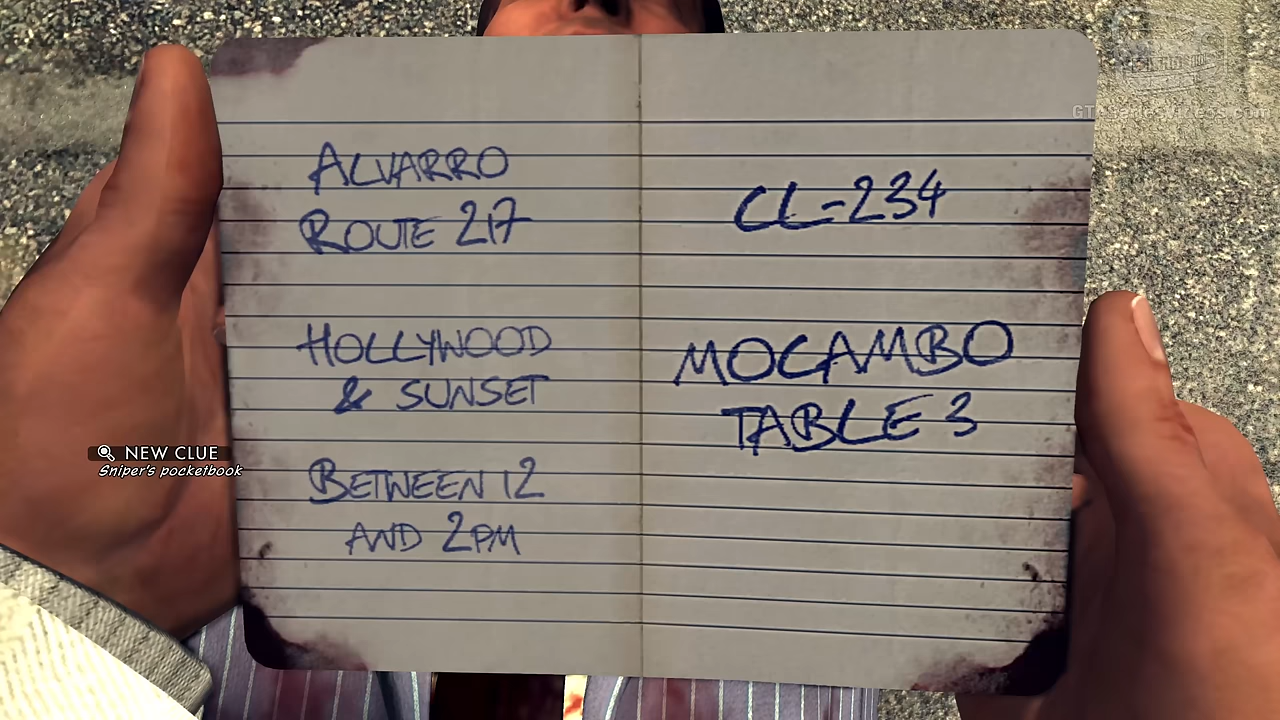 ALVARRO
ROUTE 217
HOLLYWOOD
& SUNSET
BETWEEN 12
AND 2PM
CL-234
MOCAMBO
TABLE 3
NEW CLUE
Sniper's pocketbook